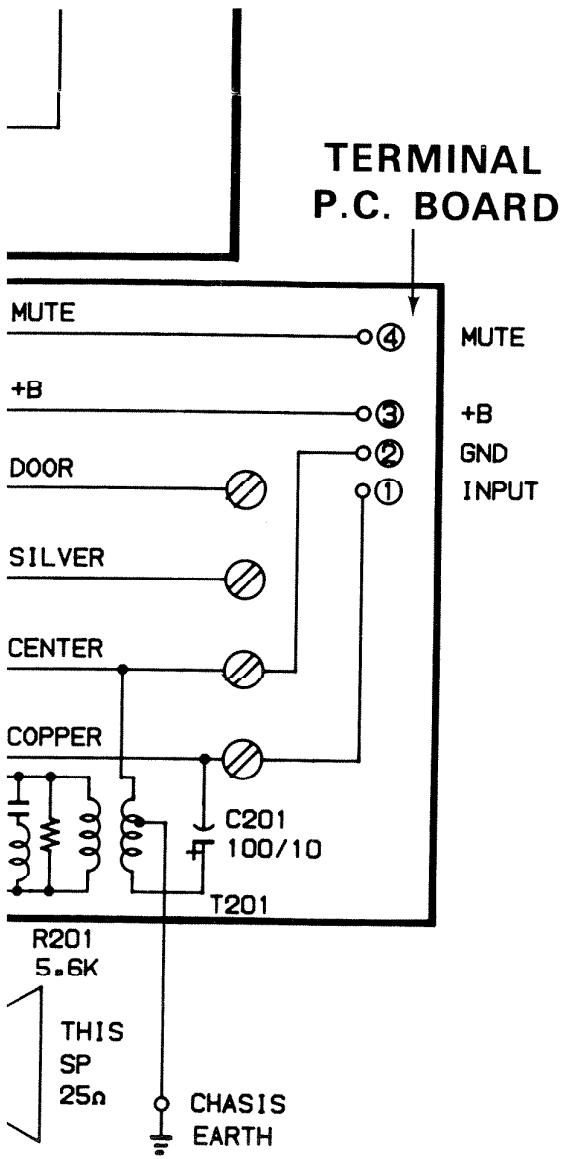 TERMINAL
P.C. BOARD
MUTE
④ MUTE
+B
③ +B
② GND
DOOR
① INPUT
SILVER
CENTER
COPPER
C201
100/10
T201
R201
5.6K
THIS
SP
25Ω
CHASIS
EARTH